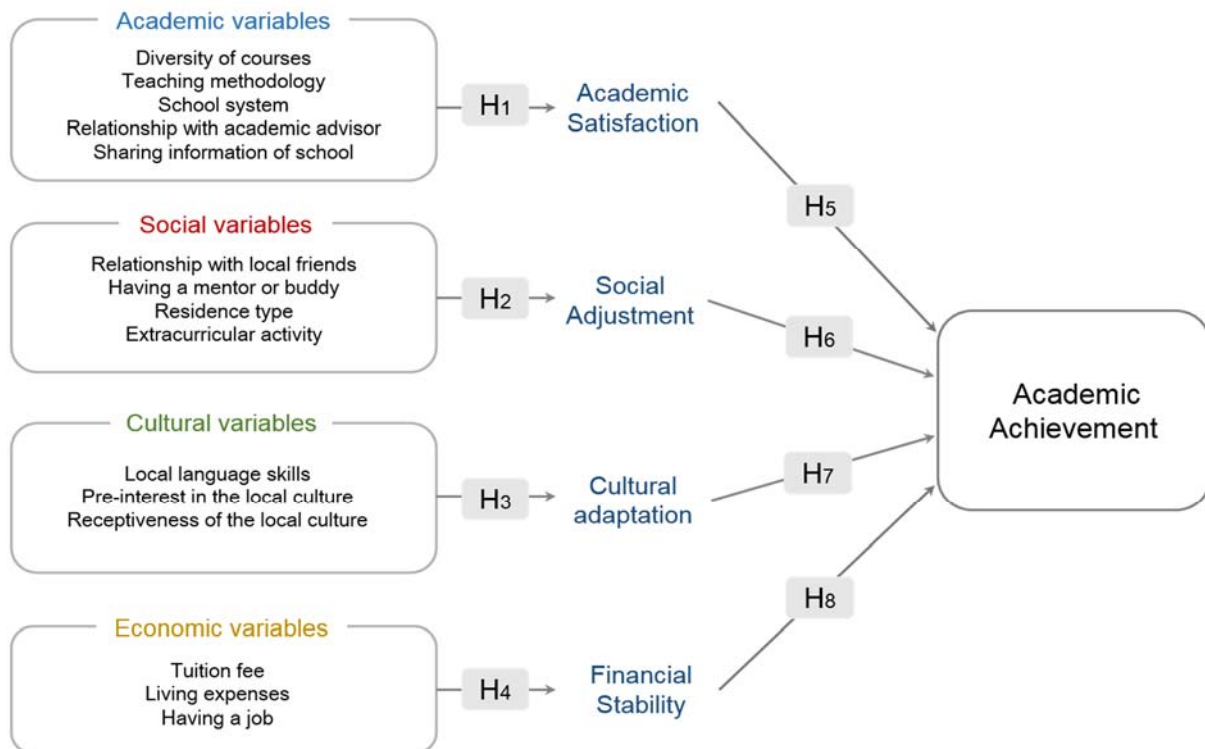 Academic variables
Diversity of courses
Teaching methodology
School system
Relationship with academic advisor
Sharing information of school
H1
Academic
Satisfaction
H5
Social variables
Relationship with local friends
Having a mentor or buddy
Residence type
Extracurricular activity
H2
Social
Adjustment
H6
Cultural variables
Local language skills
Pre-interest in the local culture
Receptiveness of the local culture
H3
Cultural
adaptation
H7
Economic variables
Tuition fee
Living expenses
Having a job
H4
Financial
Stability
H8
Academic
Achievement